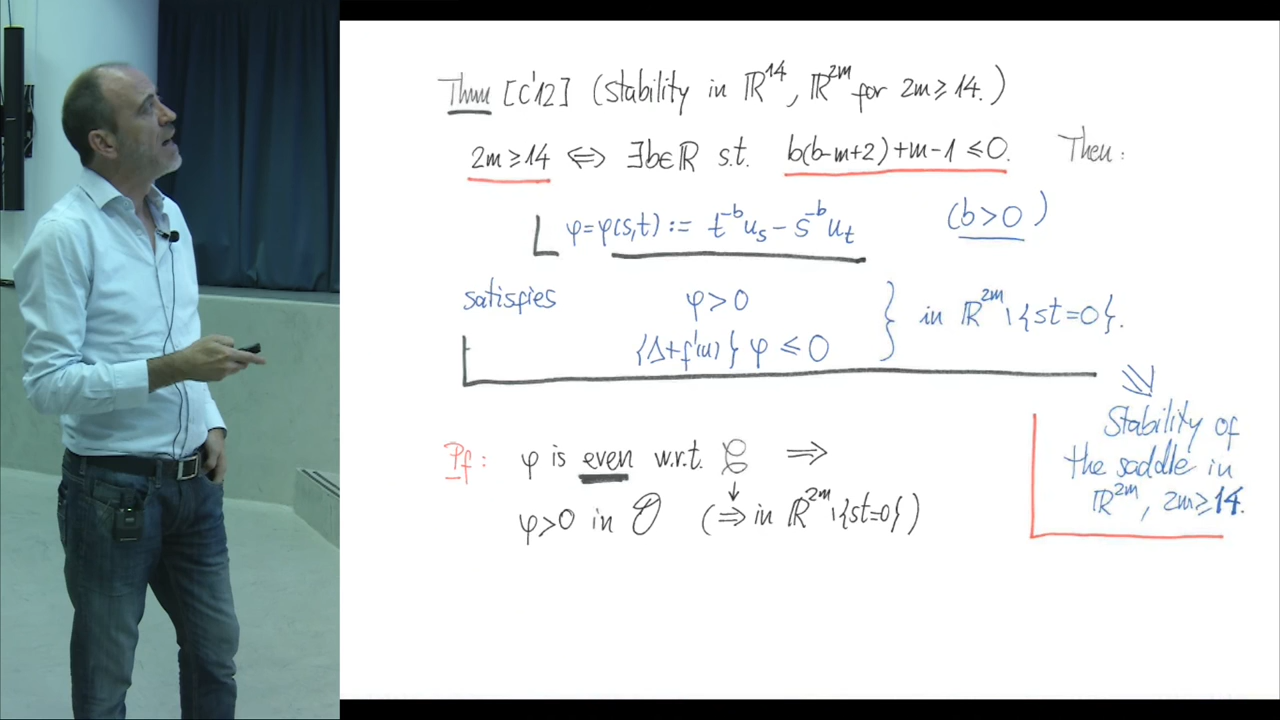 Thm [C'12] (stability in ℝ¹⁴, ℝ²ᵐ for 2m ≥ 14.)
2m ≥ 14 ⟺ ∃b∈ℝ s.t. b(b-m+2)+m-1 ≤ 0. Then:
φ=φ(s,t) := t⁻ᵇuₛ - s⁻ᵇuₜ (b>0)
satisfies φ>0
{Δ+f'(u)}φ ≤ 0 } in ℝ²ᵐ\{st=0}.
⇓
Stability of
the saddle in
ℝ²ᵐ, 2m≥14.
Pf: φ is even w.r.t. 𝒞 ⇒
φ>0 in 𝒪 (⇒ in ℝ²ᵐ\{st=0})